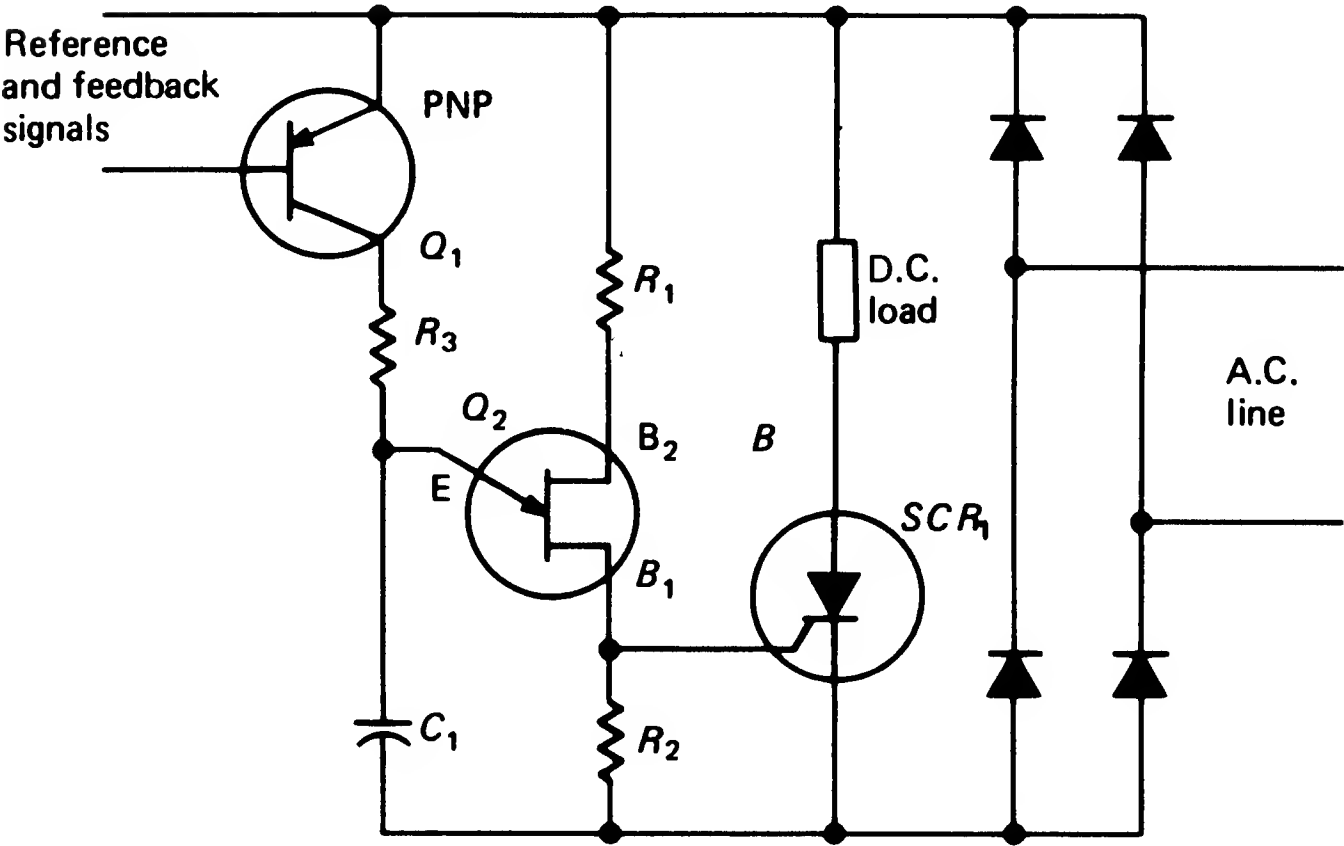 Reference
and feedback
signals
PNP
Q1
R3
R1
D.C.
load
A.C.
line
Q2
B2
B
E
SCR1
B1
C1
R2